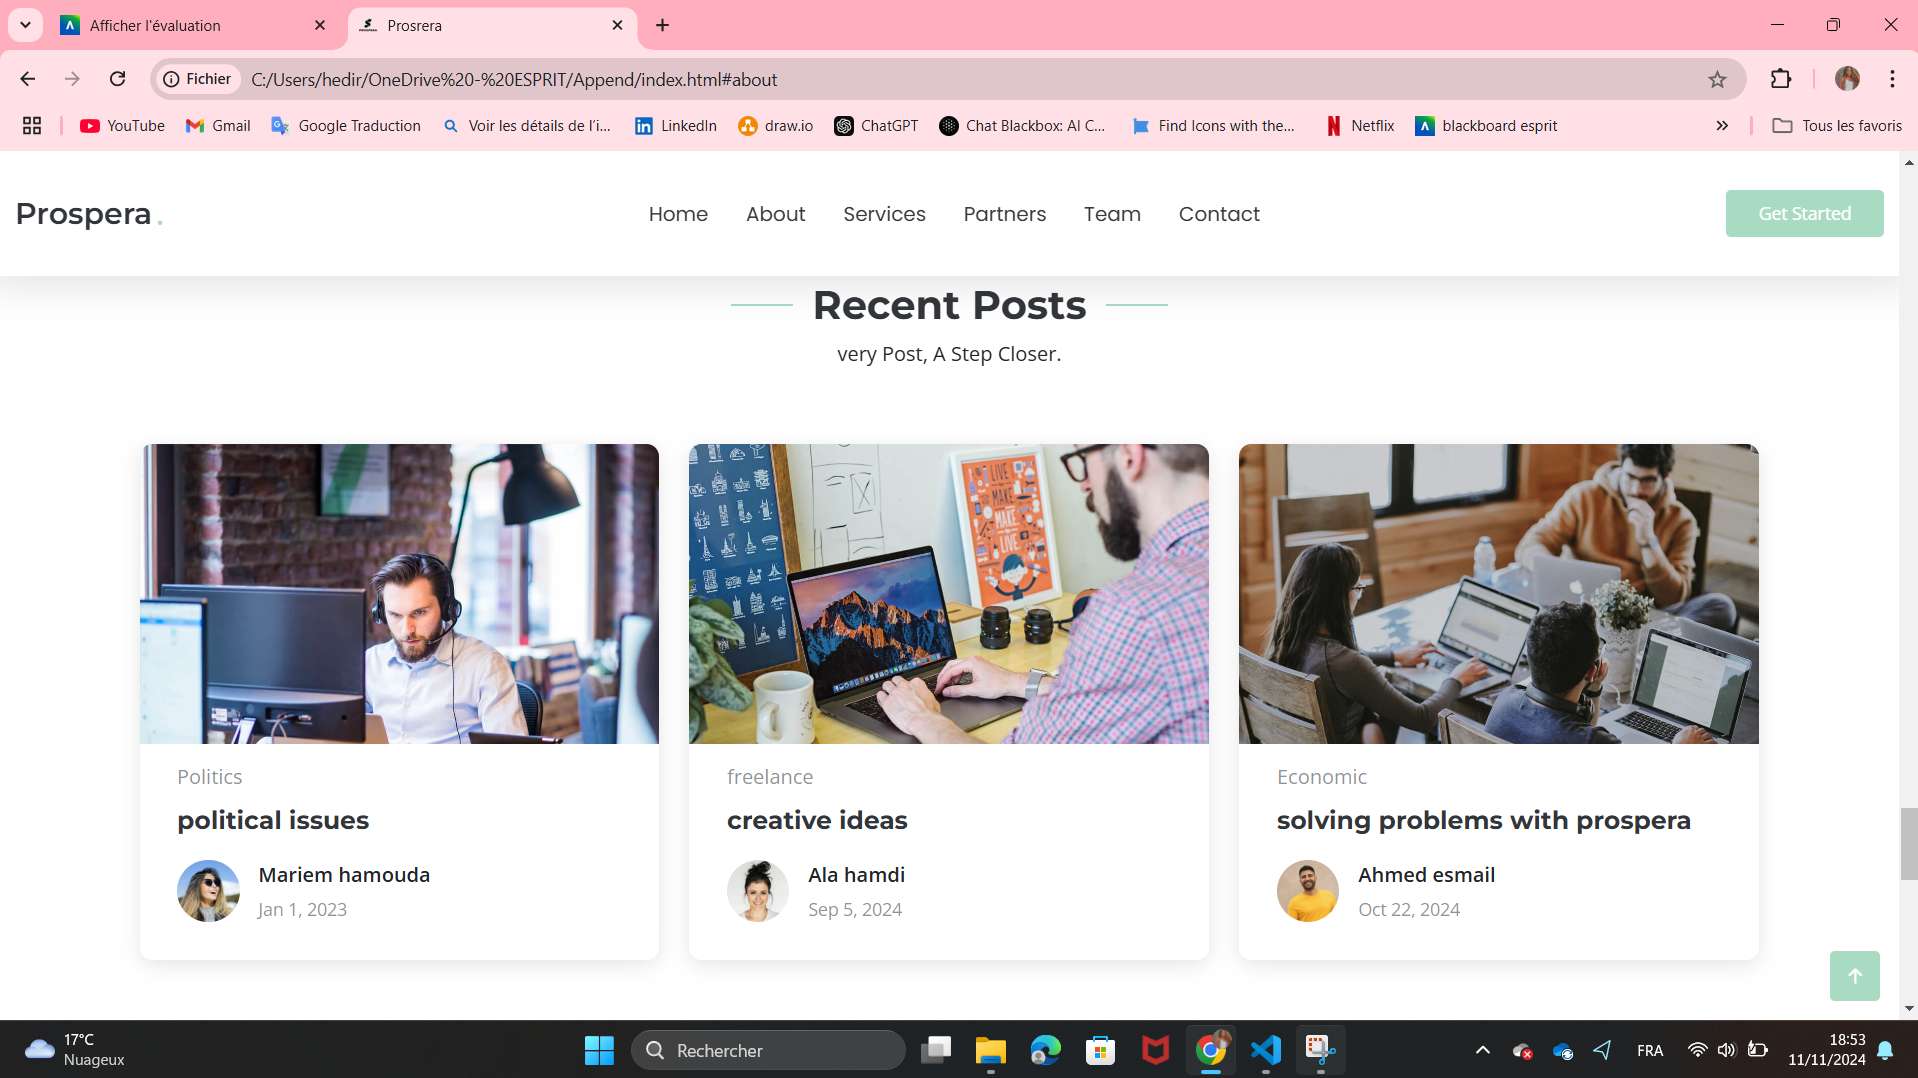 Afficher l'évaluation
Prosrera
Fichier
C:/Users/hedir/OneDrive%20-%20ESPRIT/Append/index.html#about
YouTube
Gmail
Google Traduction
Voir les détails de l'i...
LinkedIn
draw.io
ChatGPT
Chat Blackbox: AI C...
Find Icons with the...
Netflix
blackboard esprit
Tous les favoris
Prospera.
Home
About
Services
Partners
Team
Contact
Get Started
Recent Posts
very Post, A Step Closer.
LIVE
MAKE
MAKE
LIVE
Politics
political issues
Mariem hamouda
Jan 1, 2023
freelance
creative ideas
Ala hamdi
Sep 5, 2024
Economic
solving problems with prospera
Ahmed esmail
Oct 22, 2024
17°C
Nuageux
Rechercher
FRA
18:53
11/11/2024